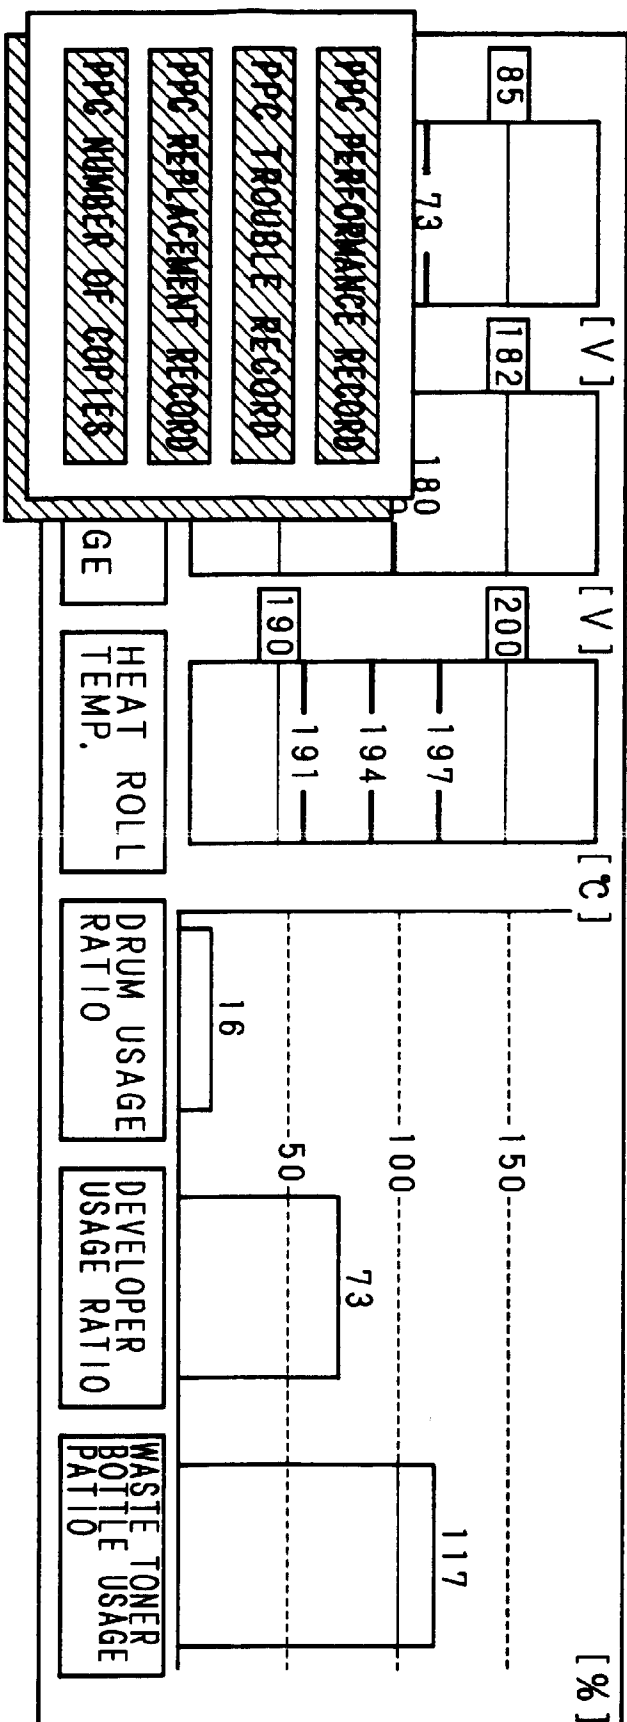 PPC PERFORMANCE RECORD
PPC TROUBLE RECORD
PPC REPLACEMENT RECORD
PPC NUMBER OF COPIES
85
73
[V]
182
180
GE
[V]
200
190
197
194
191
HEAT ROLL
TEMP.
[℃]
150
100
50
16
DRUM USAGE
RATIO
73
DEVELOPER
USAGE RATIO
117
WASTE TONER
BOTTLE USAGE
PATIO
[%]